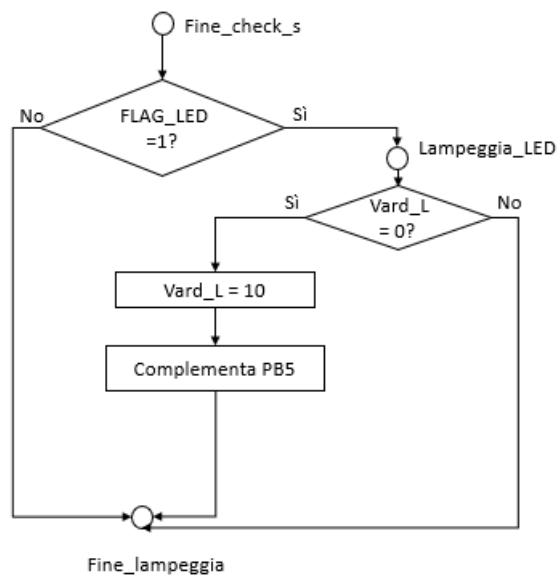 Fine_check_s
No
FLAG_LED
=1?
Sì
Lampeggia_LED
Sì
Vard_L
= 0?
No
Vard_L = 10
Complementa PB5
Fine_lampeggia